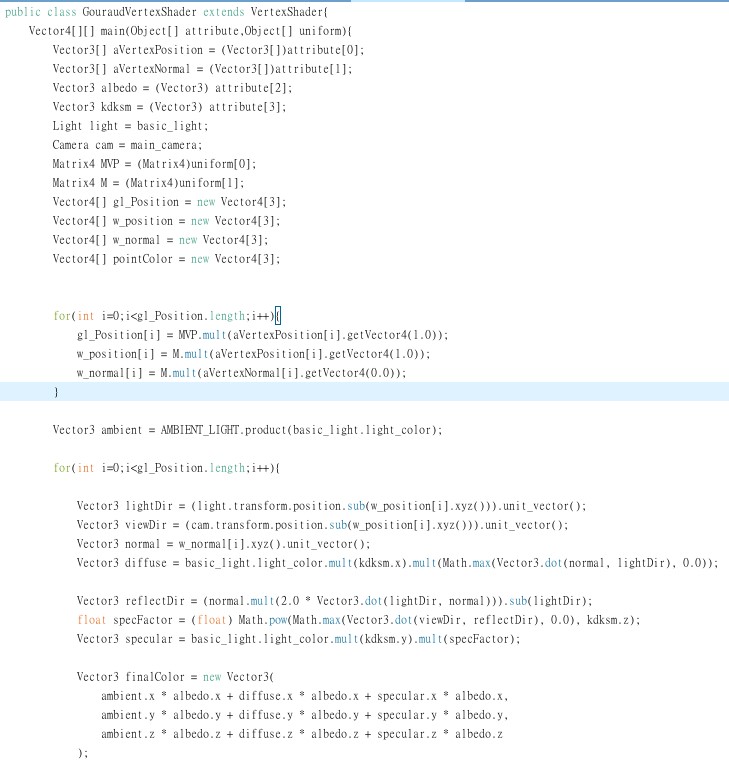 public class GouraudVertexShader extends VertexShader{
Vector4[][] main(Object[] attribute,Object[] uniform){
Vector3[] aVertexPosition = (Vector3[])attribute[0];
Vector3[] aVertexNormal = (Vector3[])attribute[1];
Vector3 albedo = (Vector3) attribute[2];
Vector3 kdksm = (Vector3) attribute[3];
Light light = basic_light;
Camera cam = main_camera;
Matrix4 MVP = (Matrix4)uniform[0];
Matrix4 M = (Matrix4)uniform[1];
Vector4[] gl_Position = new Vector4[3];
Vector4[] w_position = new Vector4[3];
Vector4[] w_normal = new Vector4[3];
Vector4[] pointColor = new Vector4[3];
for(int i=0;i<gl_Position.length;i++){
gl_Position[i] = MVP.mult(aVertexPosition[i].getVector4(1.0));
w_position[i] = M.mult(aVertexPosition[i].getVector4(1.0));
w_normal[i] = M.mult(aVertexNormal[i].getVector4(0.0));
}
Vector3 ambient = AMBIENT_LIGHT.product(basic_light.light_color);
for(int i=0;i<gl_Position.length;i++){
Vector3 lightDir = (light.transform.position.sub(w_position[i].xyz())).unit_vector();
Vector3 viewDir = (cam.transform.position.sub(w_position[i].xyz())).unit_vector();
Vector3 normal = w_normal[i].xyz().unit_vector();
Vector3 diffuse = basic_light.light_color.mult(kdksm.x).mult(Math.max(Vector3.dot(normal, lightDir), 0.0));
Vector3 reflectDir = (normal.mult(2.0 * Vector3.dot(lightDir, normal))).sub(lightDir);
float specFactor = (float) Math.pow(Math.max(Vector3.dot(viewDir, reflectDir), 0.0), kdksm.z);
Vector3 specular = basic_light.light_color.mult(kdksm.y).mult(specFactor);
Vector3 finalColor = new Vector3(
ambient.x * albedo.x + diffuse.x * albedo.x + specular.x * albedo.x,
ambient.y * albedo.y + diffuse.y * albedo.y + specular.y * albedo.y,
ambient.z * albedo.z + diffuse.z * albedo.z + specular.z * albedo.z
);